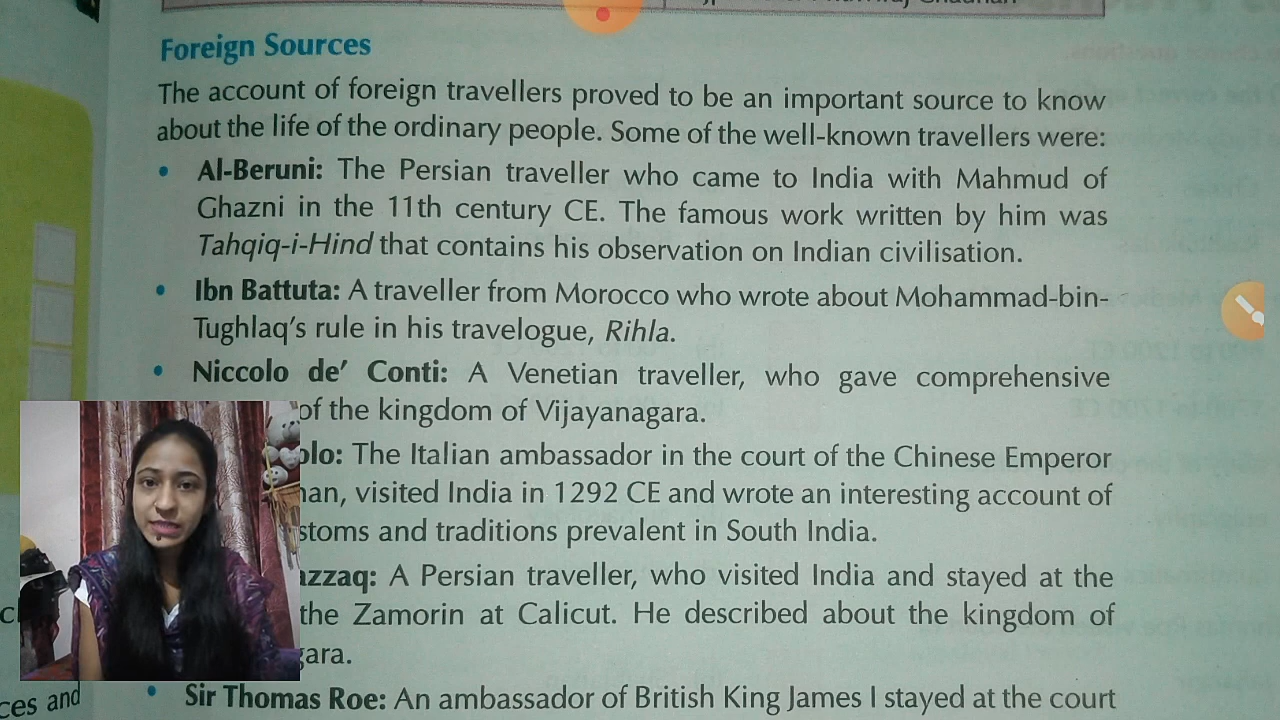 Foreign Sources
The account of foreign travellers proved to be an important source to know
about the life of the ordinary people. Some of the well-known travellers were:
• Al-Beruni: The Persian traveller who came to India with Mahmud of
Ghazni in the 11th century CE. The famous work written by him was
Tahqiq-i-Hind that contains his observation on Indian civilisation.
• Ibn Battuta: A traveller from Morocco who wrote about Mohammad-bin-
Tughlaq's rule in his travelogue, Rihla.
• Niccolo de' Conti: A Venetian traveller, who gave comprehensive
of the kingdom of Vijayanagara.
olo: The Italian ambassador in the court of the Chinese Emperor
han, visited India in 1292 CE and wrote an interesting account of
stoms and traditions prevalent in South India.
azzaq: A Persian traveller, who visited India and stayed at the
the Zamorin at Calicut. He described about the kingdom of
gara.
• Sir Thomas Roe: An ambassador of British King James I stayed at the court
ces and